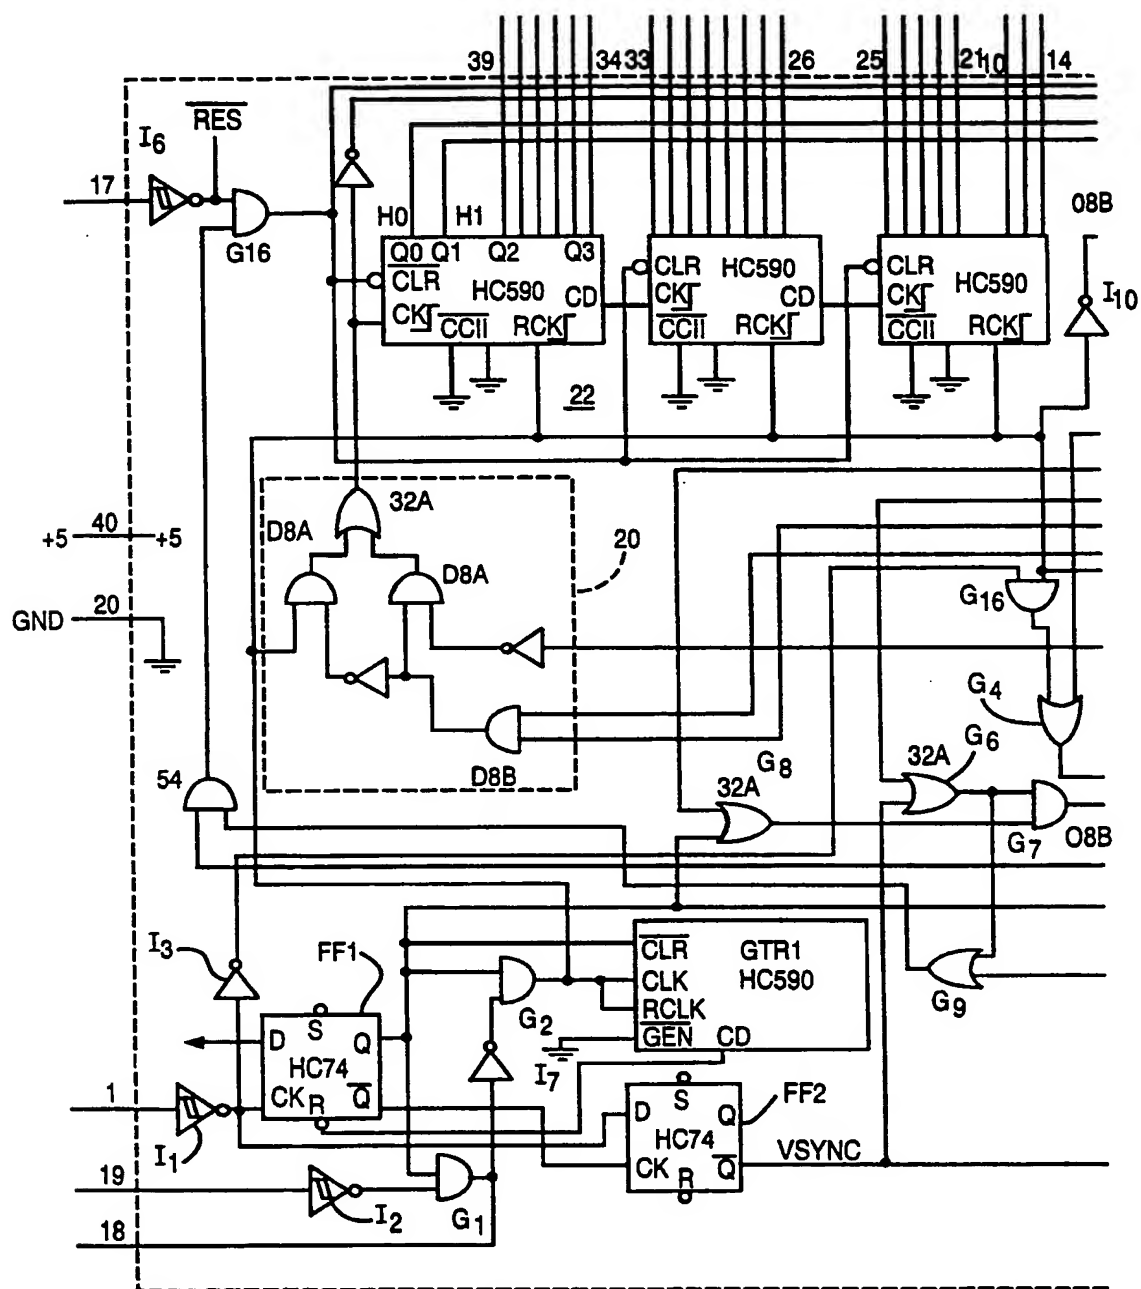 39 34 33 26 25 21 10 14
RES
I6
17
G16
H0 H1
08B
Q0 Q1 Q2 Q3
CLR HC590
CK CD
CCII RCK
CLR HC590
CK CD
CCII RCK
CLR
CK HC590
CCII RCK
I10
22
32A
D8A
D8A
20
+5 40 +5
GND 20
G16
G4
D8B
G8
32A
32A G6
54
G7 O8B
I3
FF1
CLR GTR1
CLK HC590
RCLK
GEN CD
G2
G9
S
D Q
HC74
CK R Q
I7
1
I1
S
D Q
HC74
CK R Q
FF2
VSYNC
19
I2
G1
18